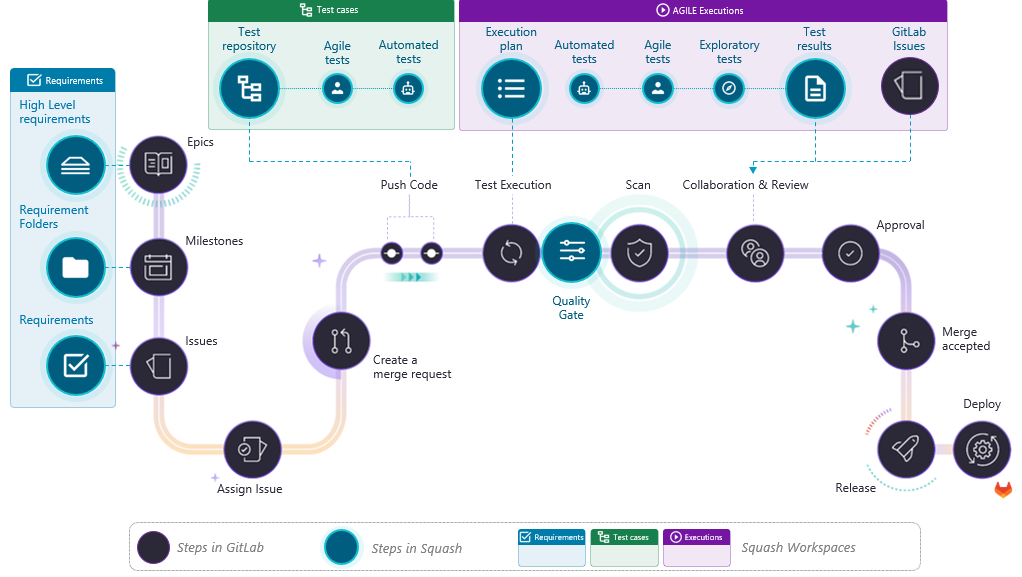 Test cases
AGILE Executions
Test
repository
Agile
tests
Automated
tests
Execution
plan
Automated
tests
Agile
tests
Exploratory
tests
Test
results
GitLab
Issues
Requirements
High Level
requirements
Epics
Requirement
Folders
Milestones
Requirements
Issues
Assign Issue
Create a
merge request
Push Code
Test Execution
Quality
Gate
Scan
Collaboration & Review
Approval
Merge
accepted
Release
Deploy
Steps in GitLab
Steps in Squash
Requirements
Test cases
Executions
Squash Workspaces